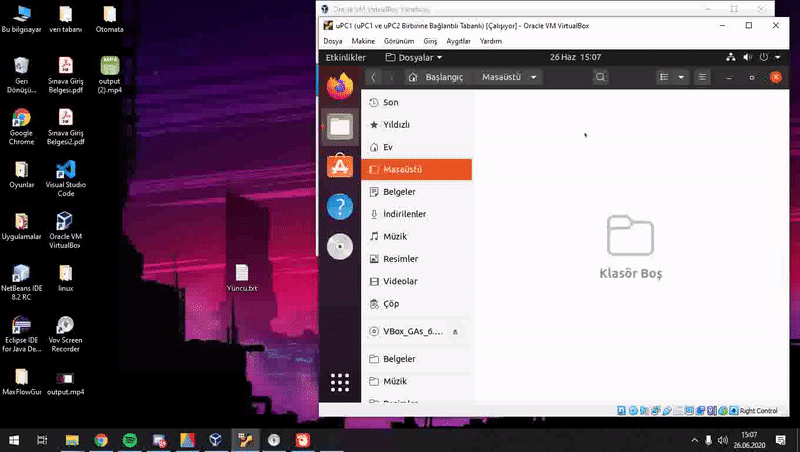 Bu bilgisayar
veri tabanı
Otomata
Geri
Dönüşü...
Sınava Giriş
Belgesi.pdf
output
(2).mp4
Google
Chrome
Sınava Giriş
Belgesi2.pdf
Oyunlar
Visual Studio
Code
Uygulamalar
Oracle VM
VirtualBox
NetBeans IDE
8.2 RC
linux
Eclipse IDE
for Java De...
Vov Screen
Recorder
MaxFlowGui
output.mp4
Yüncu.txt
Oracle VM VirtualBox Yöneticisi
uPC1 (uPC1 ve uPC2 Birbirine Bağlantılı Tabanlı) [Çalışıyor] - Oracle VM VirtualBox
Dosya Makine Görünüm Giriş Aygıtlar Yardım
Etkinlikler Dosyalar 26 Haz 15:07
Başlangıç Masaüstü
Son
Yıldızlı
Ev
Masaüstü
Belgeler
İndirilenler
Müzik
Resimler
Videolar
Çöp
VBox_GAs_6....
Belgeler
Müzik
Klasör Boş
Right Control
15:07
26.06.2020